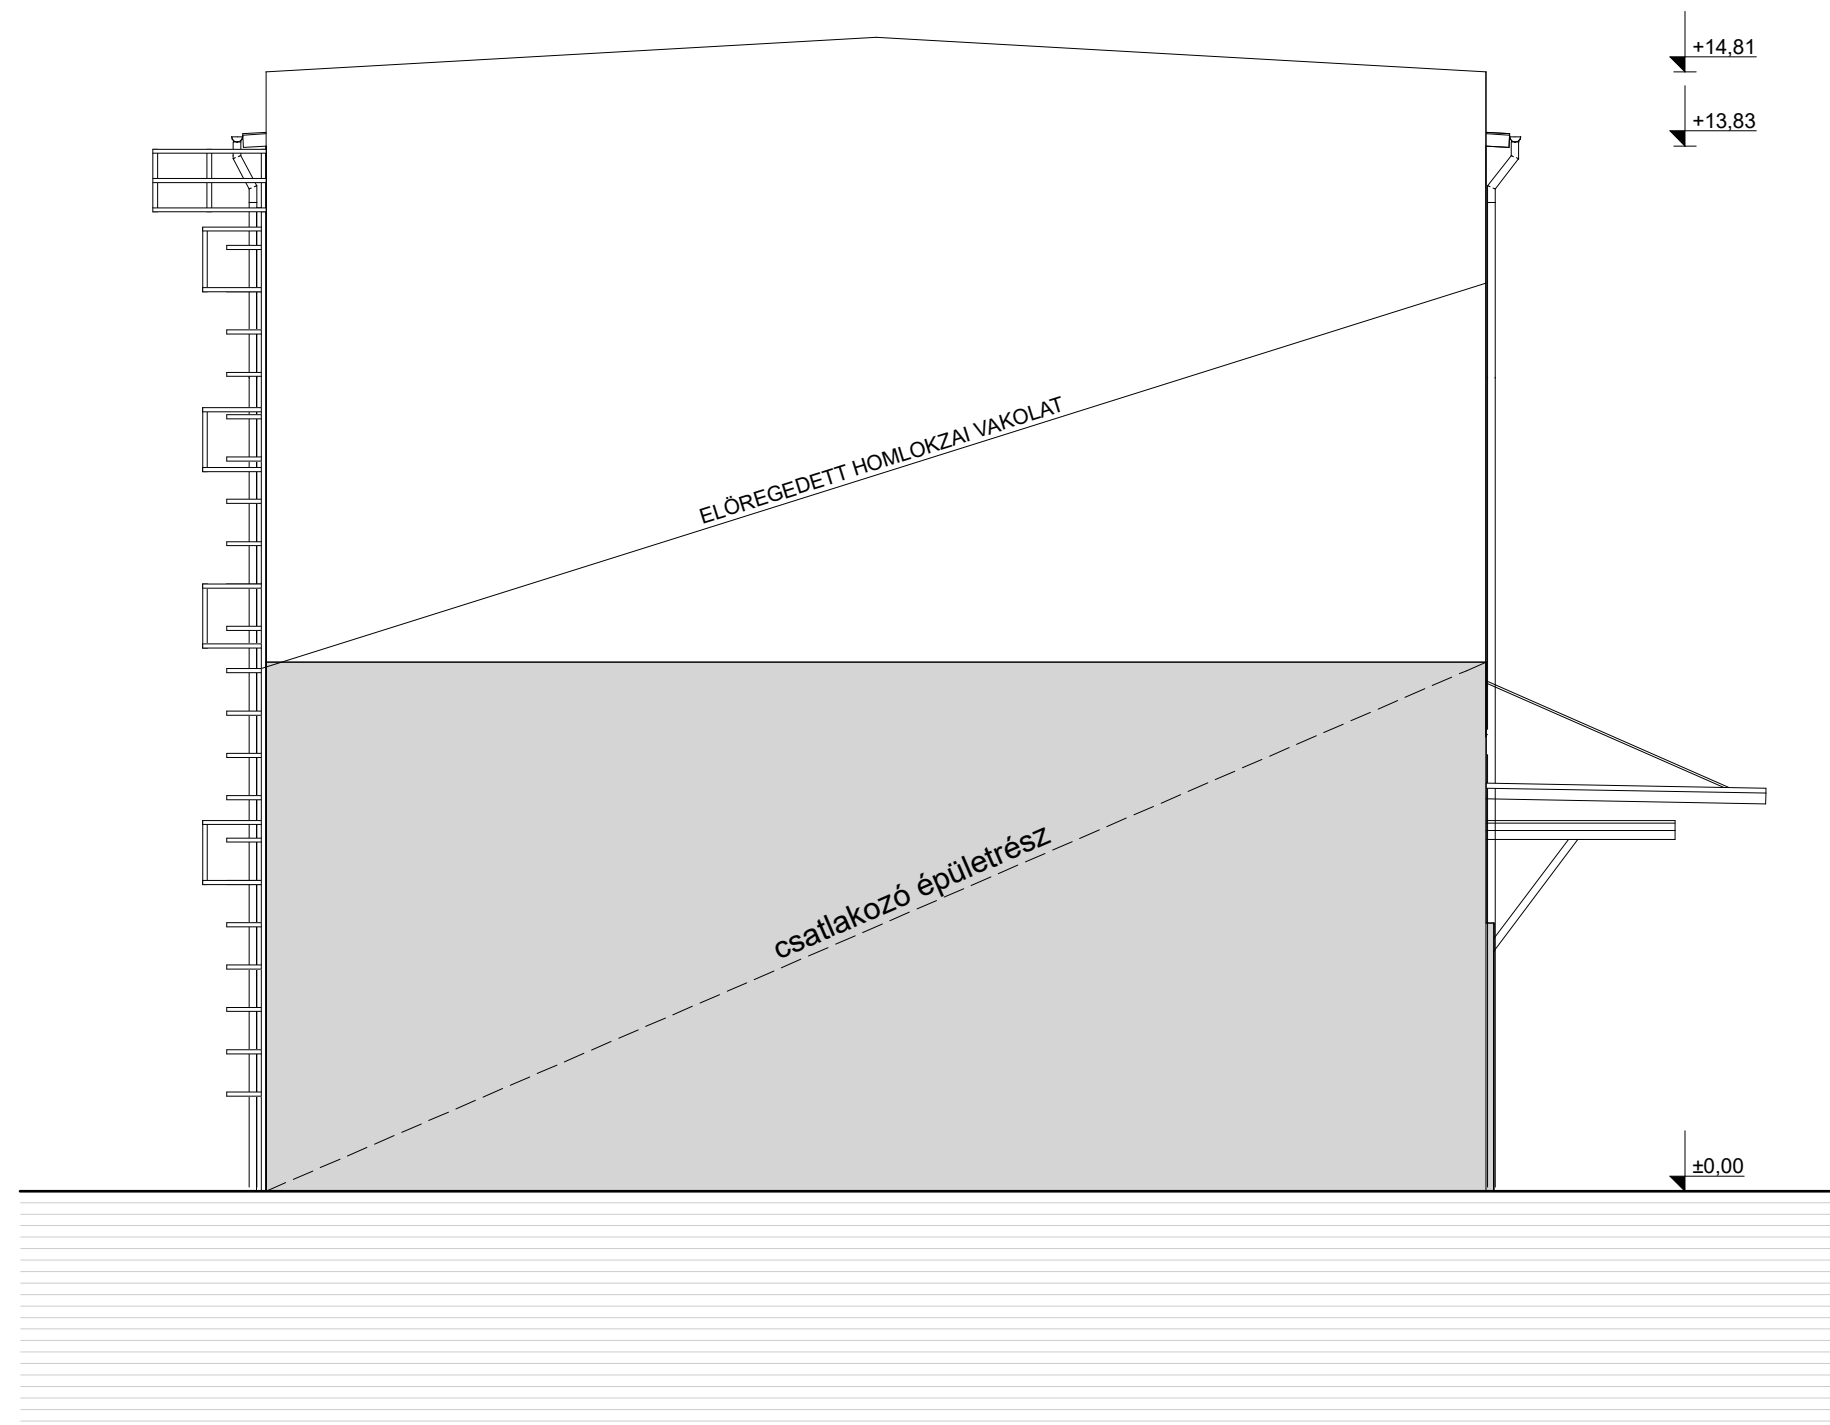 +14,81
+13,83
ELÖREGEDETT HOMLOKZAI VAKOLAT
csatlakozó épületrész
±0,00